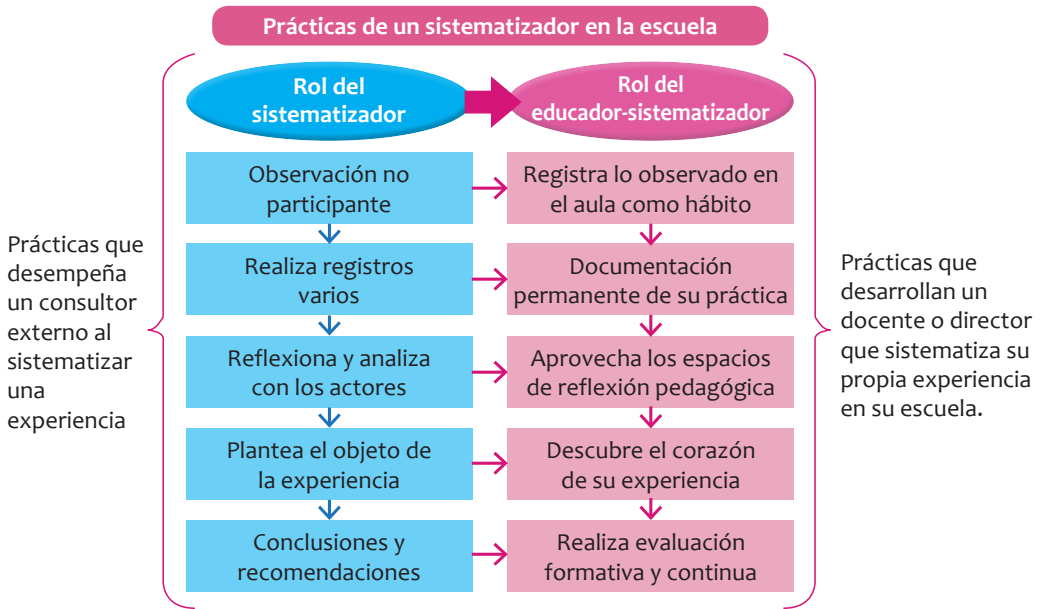 Prácticas de un sistematizador en la escuela
Rol del
sistematizador
Rol del
educador-sistematizador
Prácticas que
desempeña
un consultor
externo al
sistematizar
una
experiencia
Observación no
participante
Registra lo observado en
el aula como hábito
Realiza registros
varios
Documentación
permanente de su práctica
Reflexiona y analiza
con los actores
Aprovecha los espacios
de reflexión pedagógica
Plantea el objeto de
la experiencia
Descubre el corazón
de su experiencia
Conclusiones y
recomendaciones
Realiza evaluación
formativa y continua
Prácticas que
desarrollan un
docente o director
que sistematiza su
propia experiencia
en su escuela.